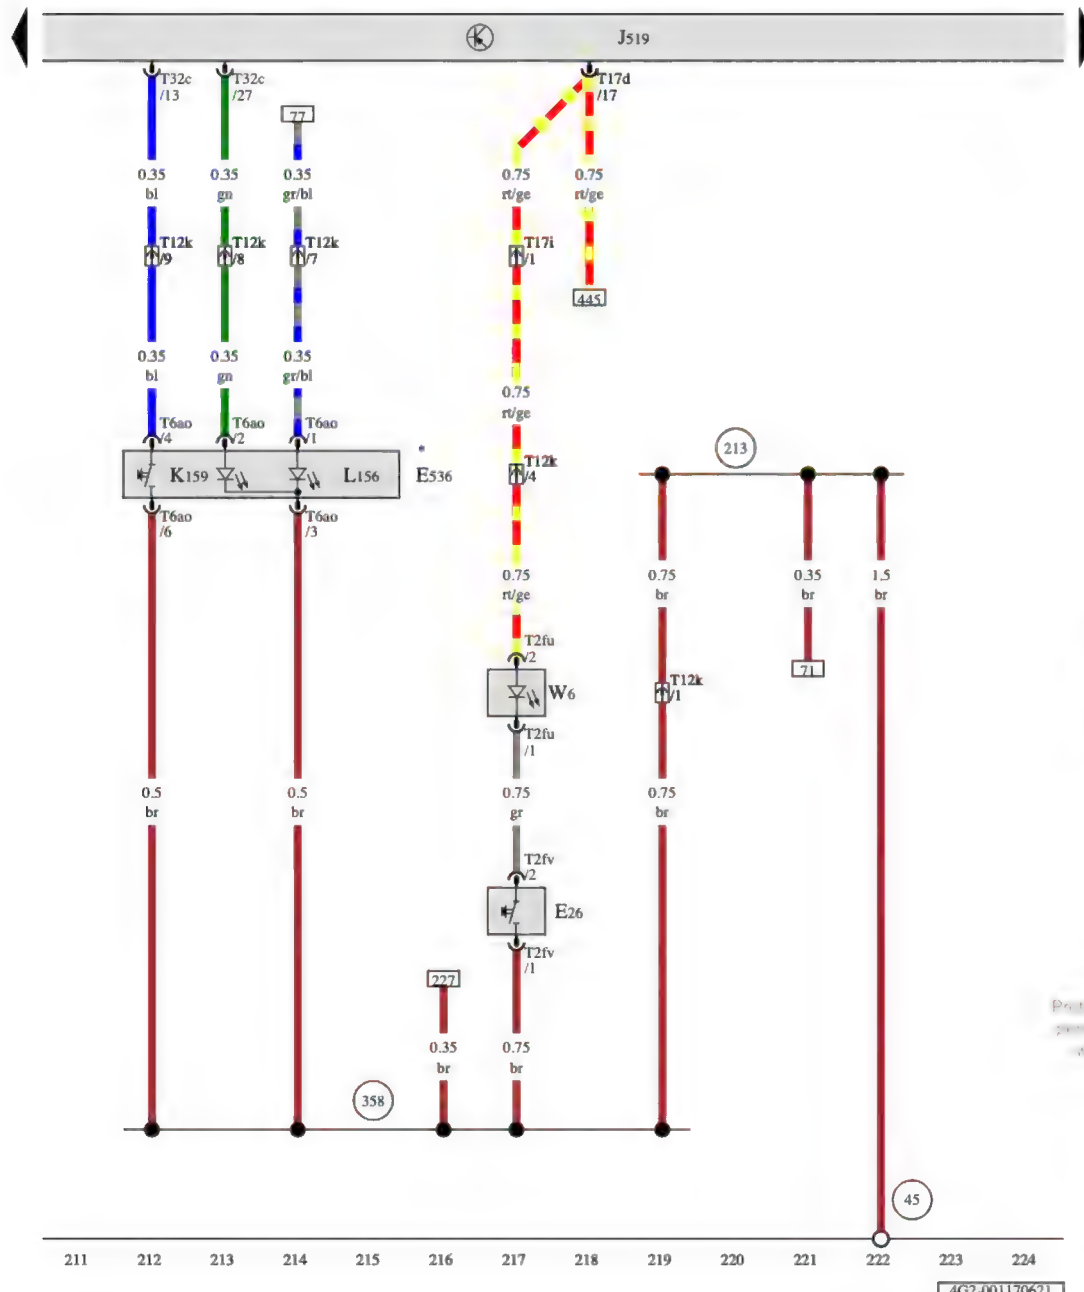 J519
T32c
/13
T32c
/27
T17d
/17
77
0.35
bl
0.35
gn
0.35
gr/bl
0.75
rt/ge
0.75
rt/ge
T12k
/9
T12k
/8
T12k
/7
T17i
/1
445
0.35
bl
0.35
gn
0.35
gr/bl
0.75
rt/ge
T6ao
/4
T6ao
/2
T6ao
/1
213
K159
L156
E536
T12k
/4
T6ao
/6
T6ao
/3
0.75
rt/ge
0.75
br
0.35
br
1.5
br
T2fu
/2
71
W6
T12k
/1
T2fu
/1
0.5
br
0.5
br
0.75
gr
0.75
br
T2fv
/2
E26
T2fv
/1
227
0.35
br
0.75
br
358
45
211 212 213 214 215 216 217 218 219 220 221 222 223 224
4G2-001170621